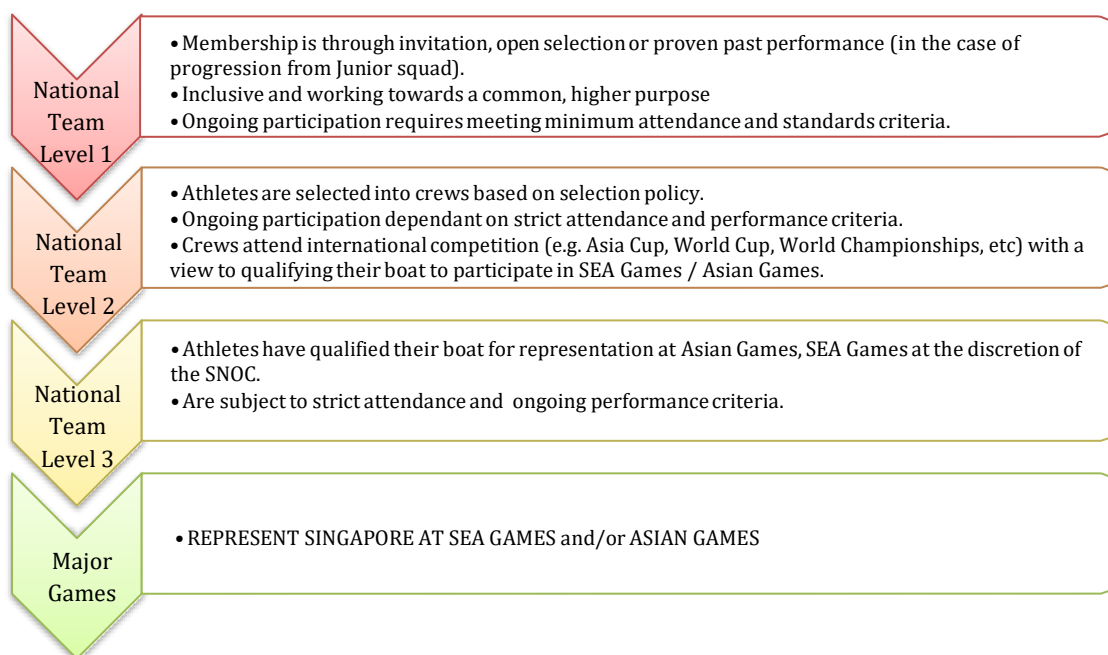 National
Team
Level 1
• Membership is through invitation, open selection or proven past performance (in the case of
progression from Junior squad).
• Inclusive and working towards a common, higher purpose
• Ongoing participation requires meeting minimum attendance and standards criteria.
National
Team
Level 2
• Athletes are selected into crews based on selection policy.
• Ongoing participation dependant on strict attendance and performance criteria.
• Crews attend international competition (e.g. Asia Cup, World Cup, World Championships, etc) with a
view to qualifying their boat to participate in SEA Games / Asian Games.
National
Team
Level 3
• Athletes have qualified their boat for representation at Asian Games, SEA Games at the discretion of
the SNOC.
• Are subject to strict attendance and ongoing performance criteria.
Major
Games
• REPRESENT SINGAPORE AT SEA GAMES and/or ASIAN GAMES